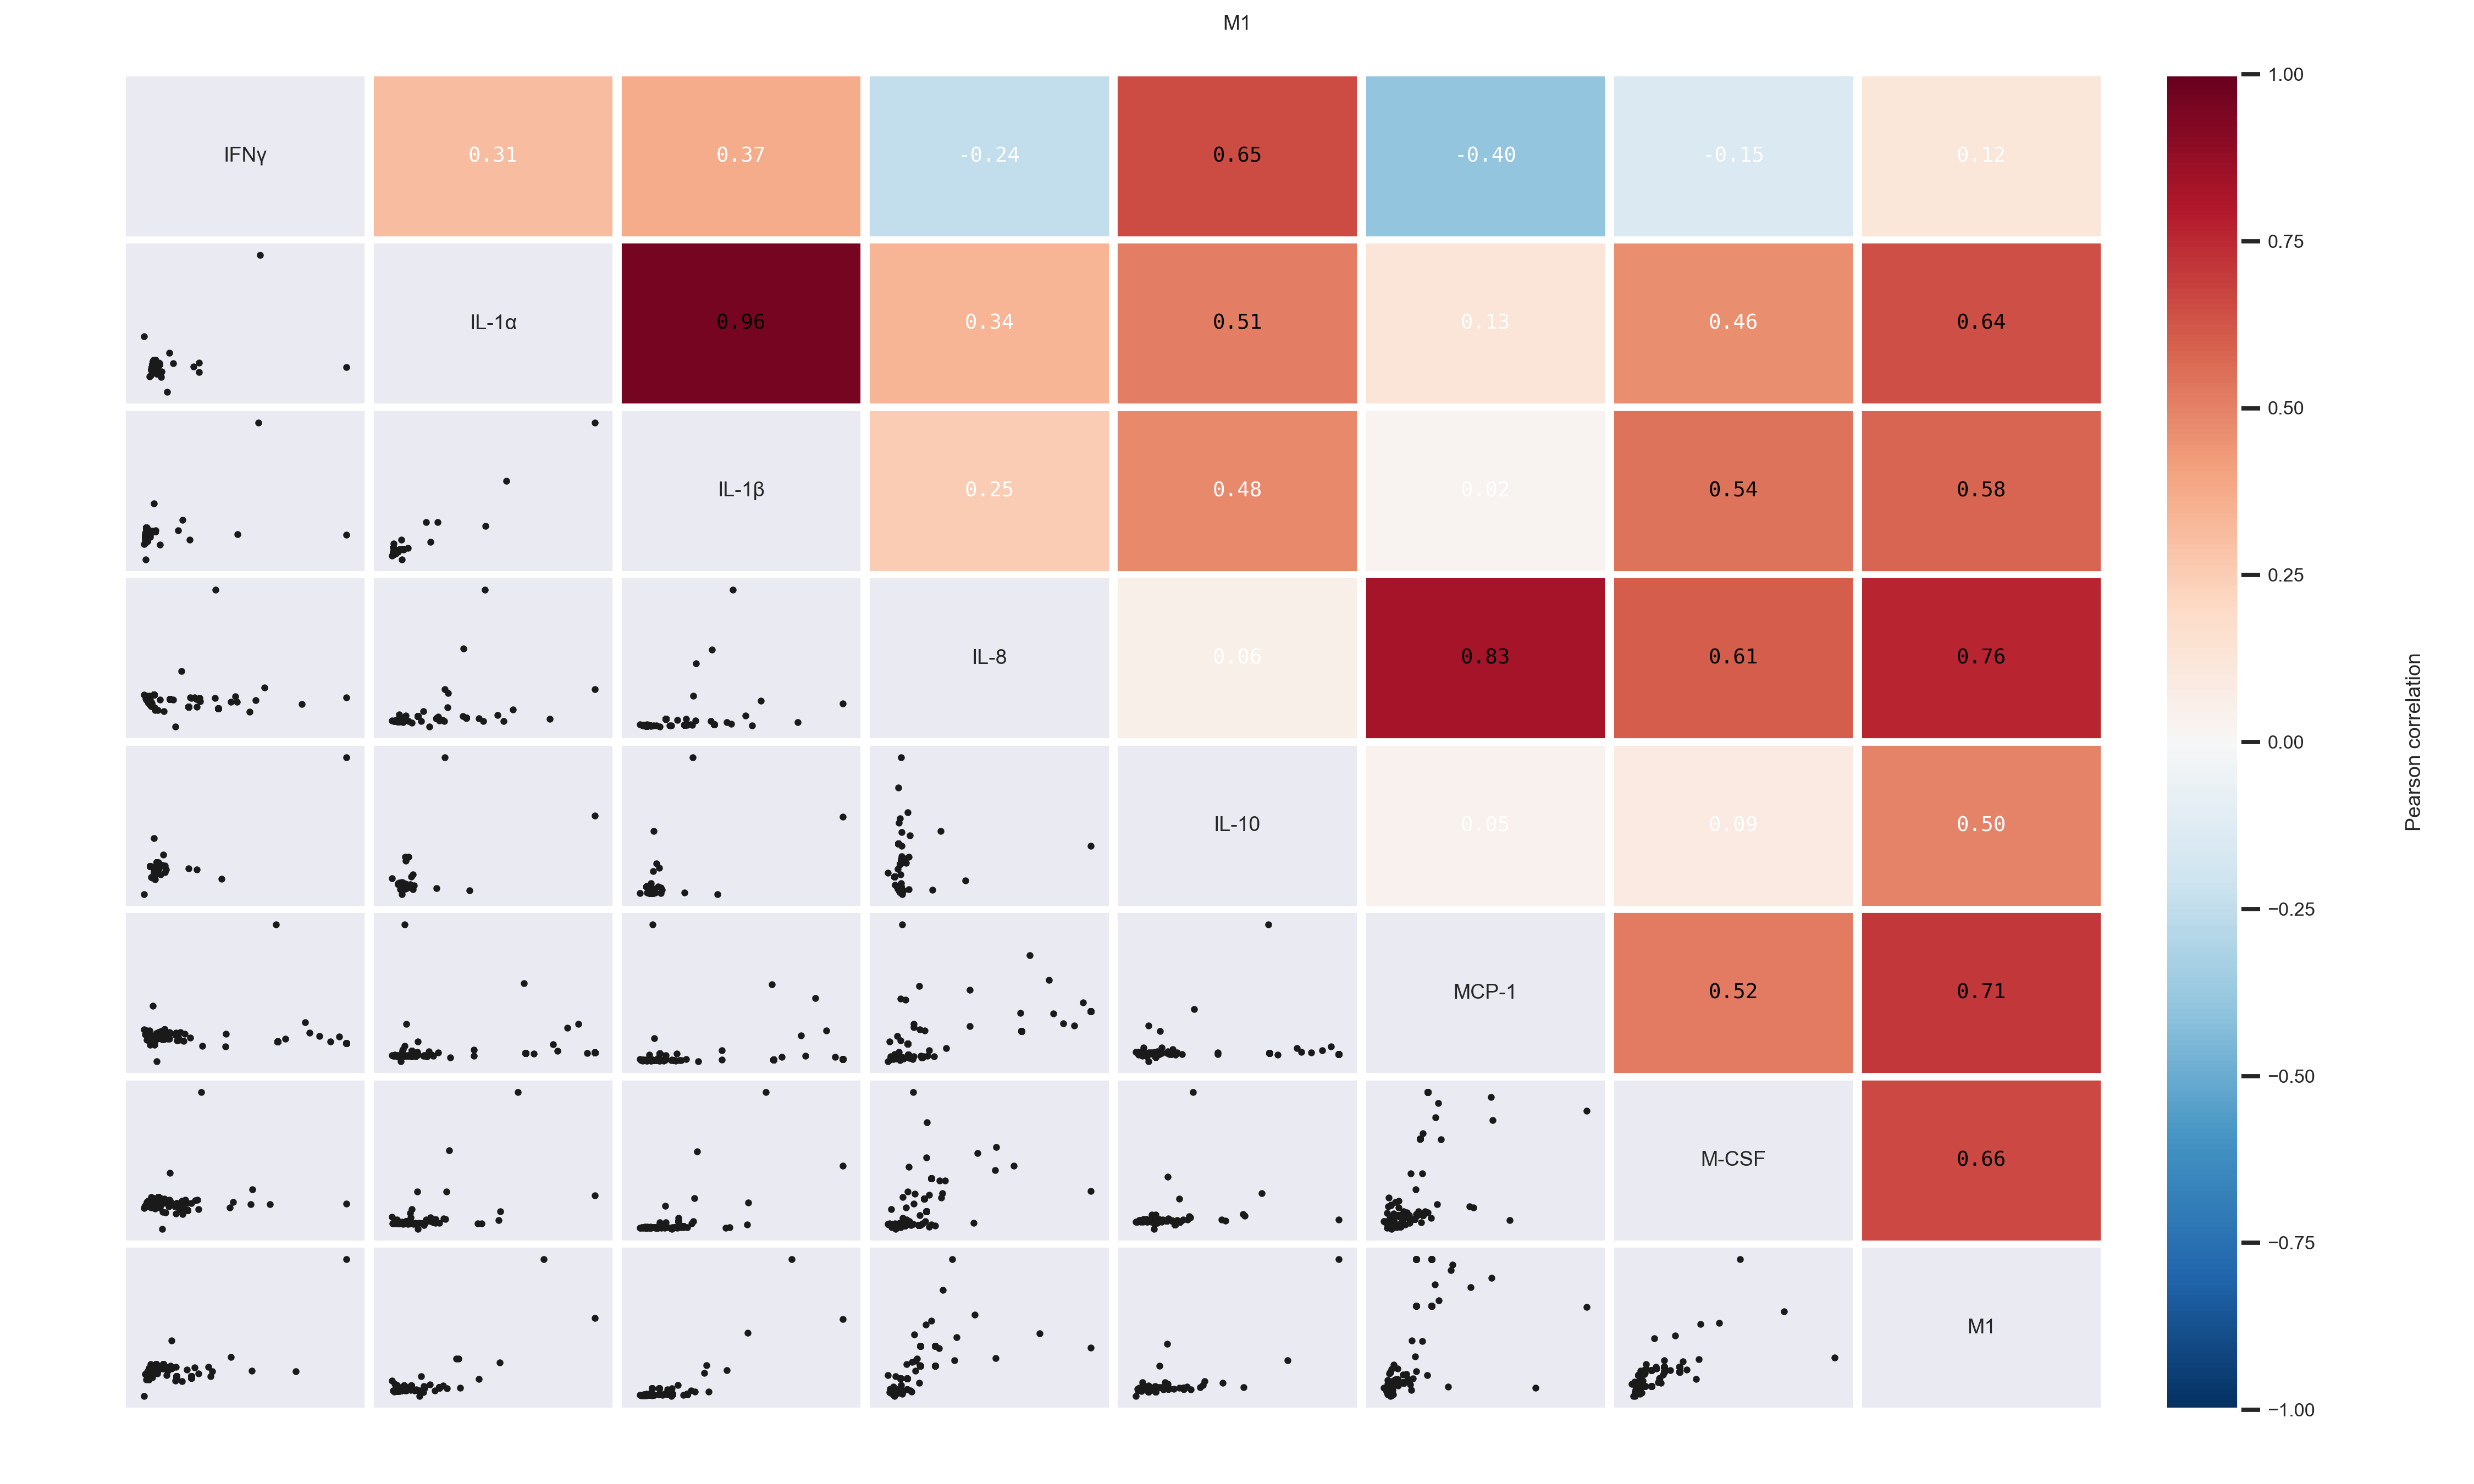 M1
1.00
IFNγ 0.31 0.37 -0.24 0.65 -0.40 -0.15 0.12
0.75
IL-1α 0.96 0.34 0.51 0.13 0.46 0.64
0.50
IL-1β 0.25 0.48 0.02 0.54 0.58
0.25
IL-8 0.06 0.83 0.61 0.76
0.00
Pearson correlation
IL-10 0.05 0.09 0.50
−0.25
MCP-1 0.52 0.71
−0.50
M-CSF 0.66
−0.75
M1
−1.00